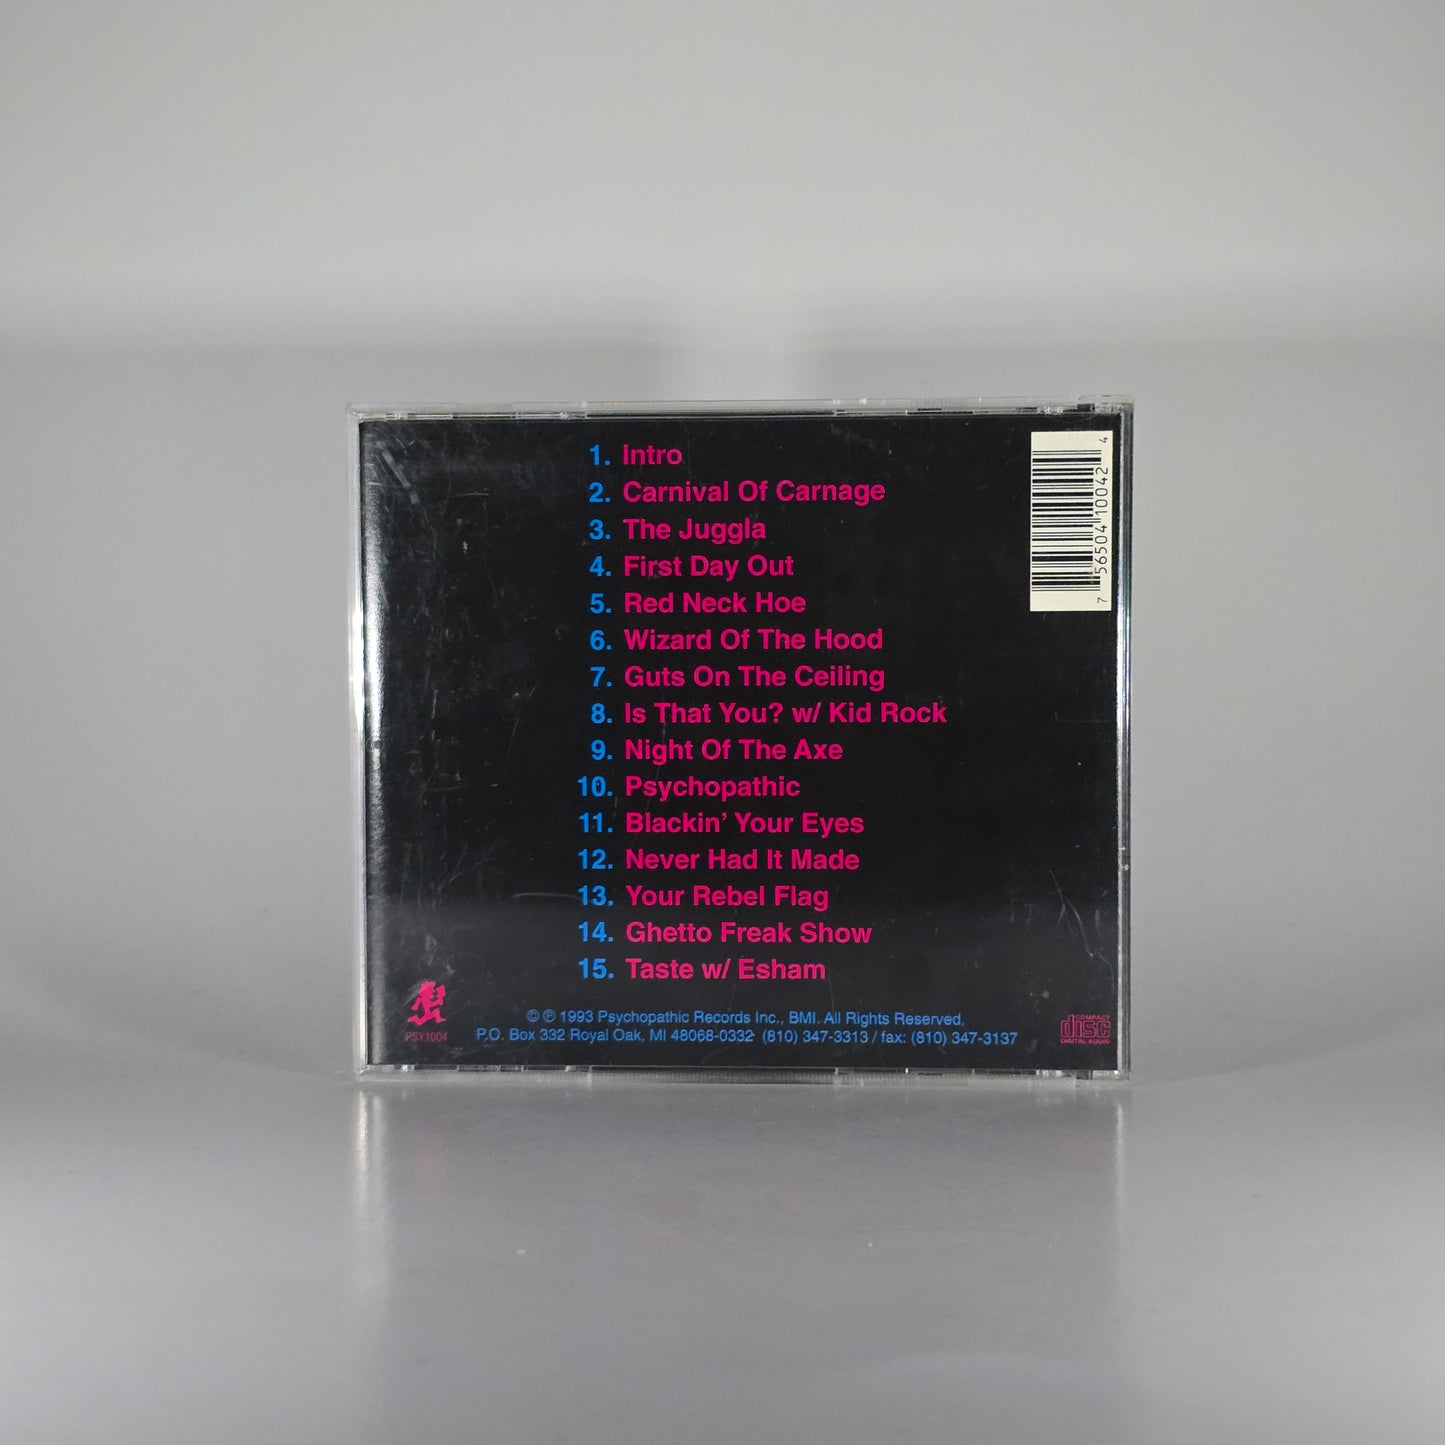 1. Intro
2. Carnival Of Carnage
3. The Juggla
4. First Day Out
5. Red Neck Hoe
6. Wizard Of The Hood
7. Guts On The Ceiling
8. Is That You? w/ Kid Rock
9. Night Of The Axe
10. Psychopathic
11. Blackin' Your Eyes
12. Never Had It Made
13. Your Rebel Flag
14. Ghetto Freak Show
15. Taste w/ Esham
7 56504 10042 4
PSY1004
© ℗ 1993 Psychopathic Records Inc., BMI. All Rights Reserved.
P.O. Box 332 Royal Oak, MI 48068-0332 (810) 347-3313 / fax: (810) 347-3137
COMPACT
disc
DIGITAL AUDIO